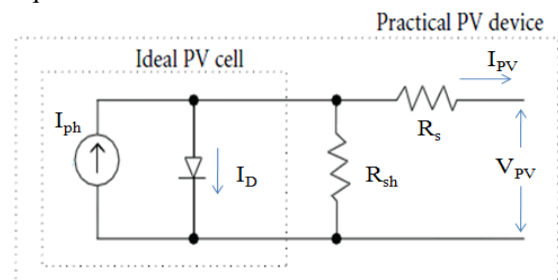 Practical PV device
Ideal PV cell
I_PV
I_ph
R_s
I_D
R_sh
V_PV